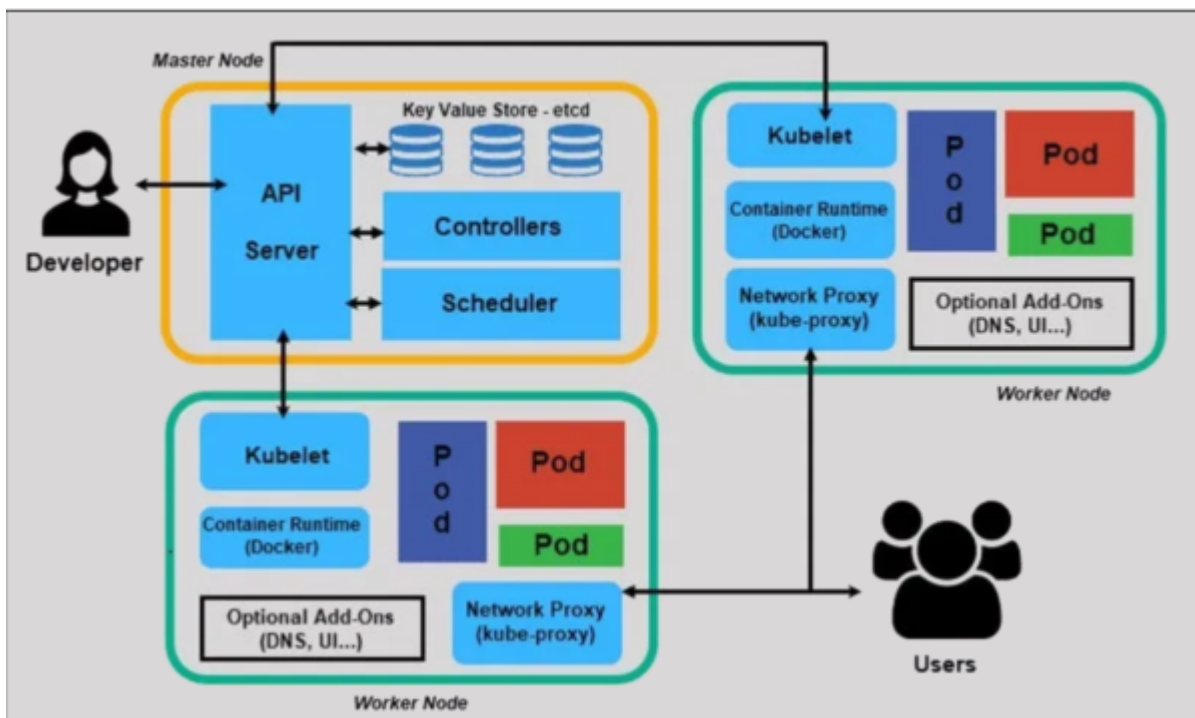 Master Node
Key Value Store - etcd
API
Server
Controllers
Scheduler
Developer
Kubelet
Container Runtime
(Docker)
Network Proxy
(kube-proxy)
Pod
Pod
Pod
Optional Add-Ons
(DNS, UI...)
Worker Node
Kubelet
Container Runtime
(Docker)
Pod
Pod
Pod
Optional Add-Ons
(DNS, UI...)
Network Proxy
(kube-proxy)
Worker Node
Users